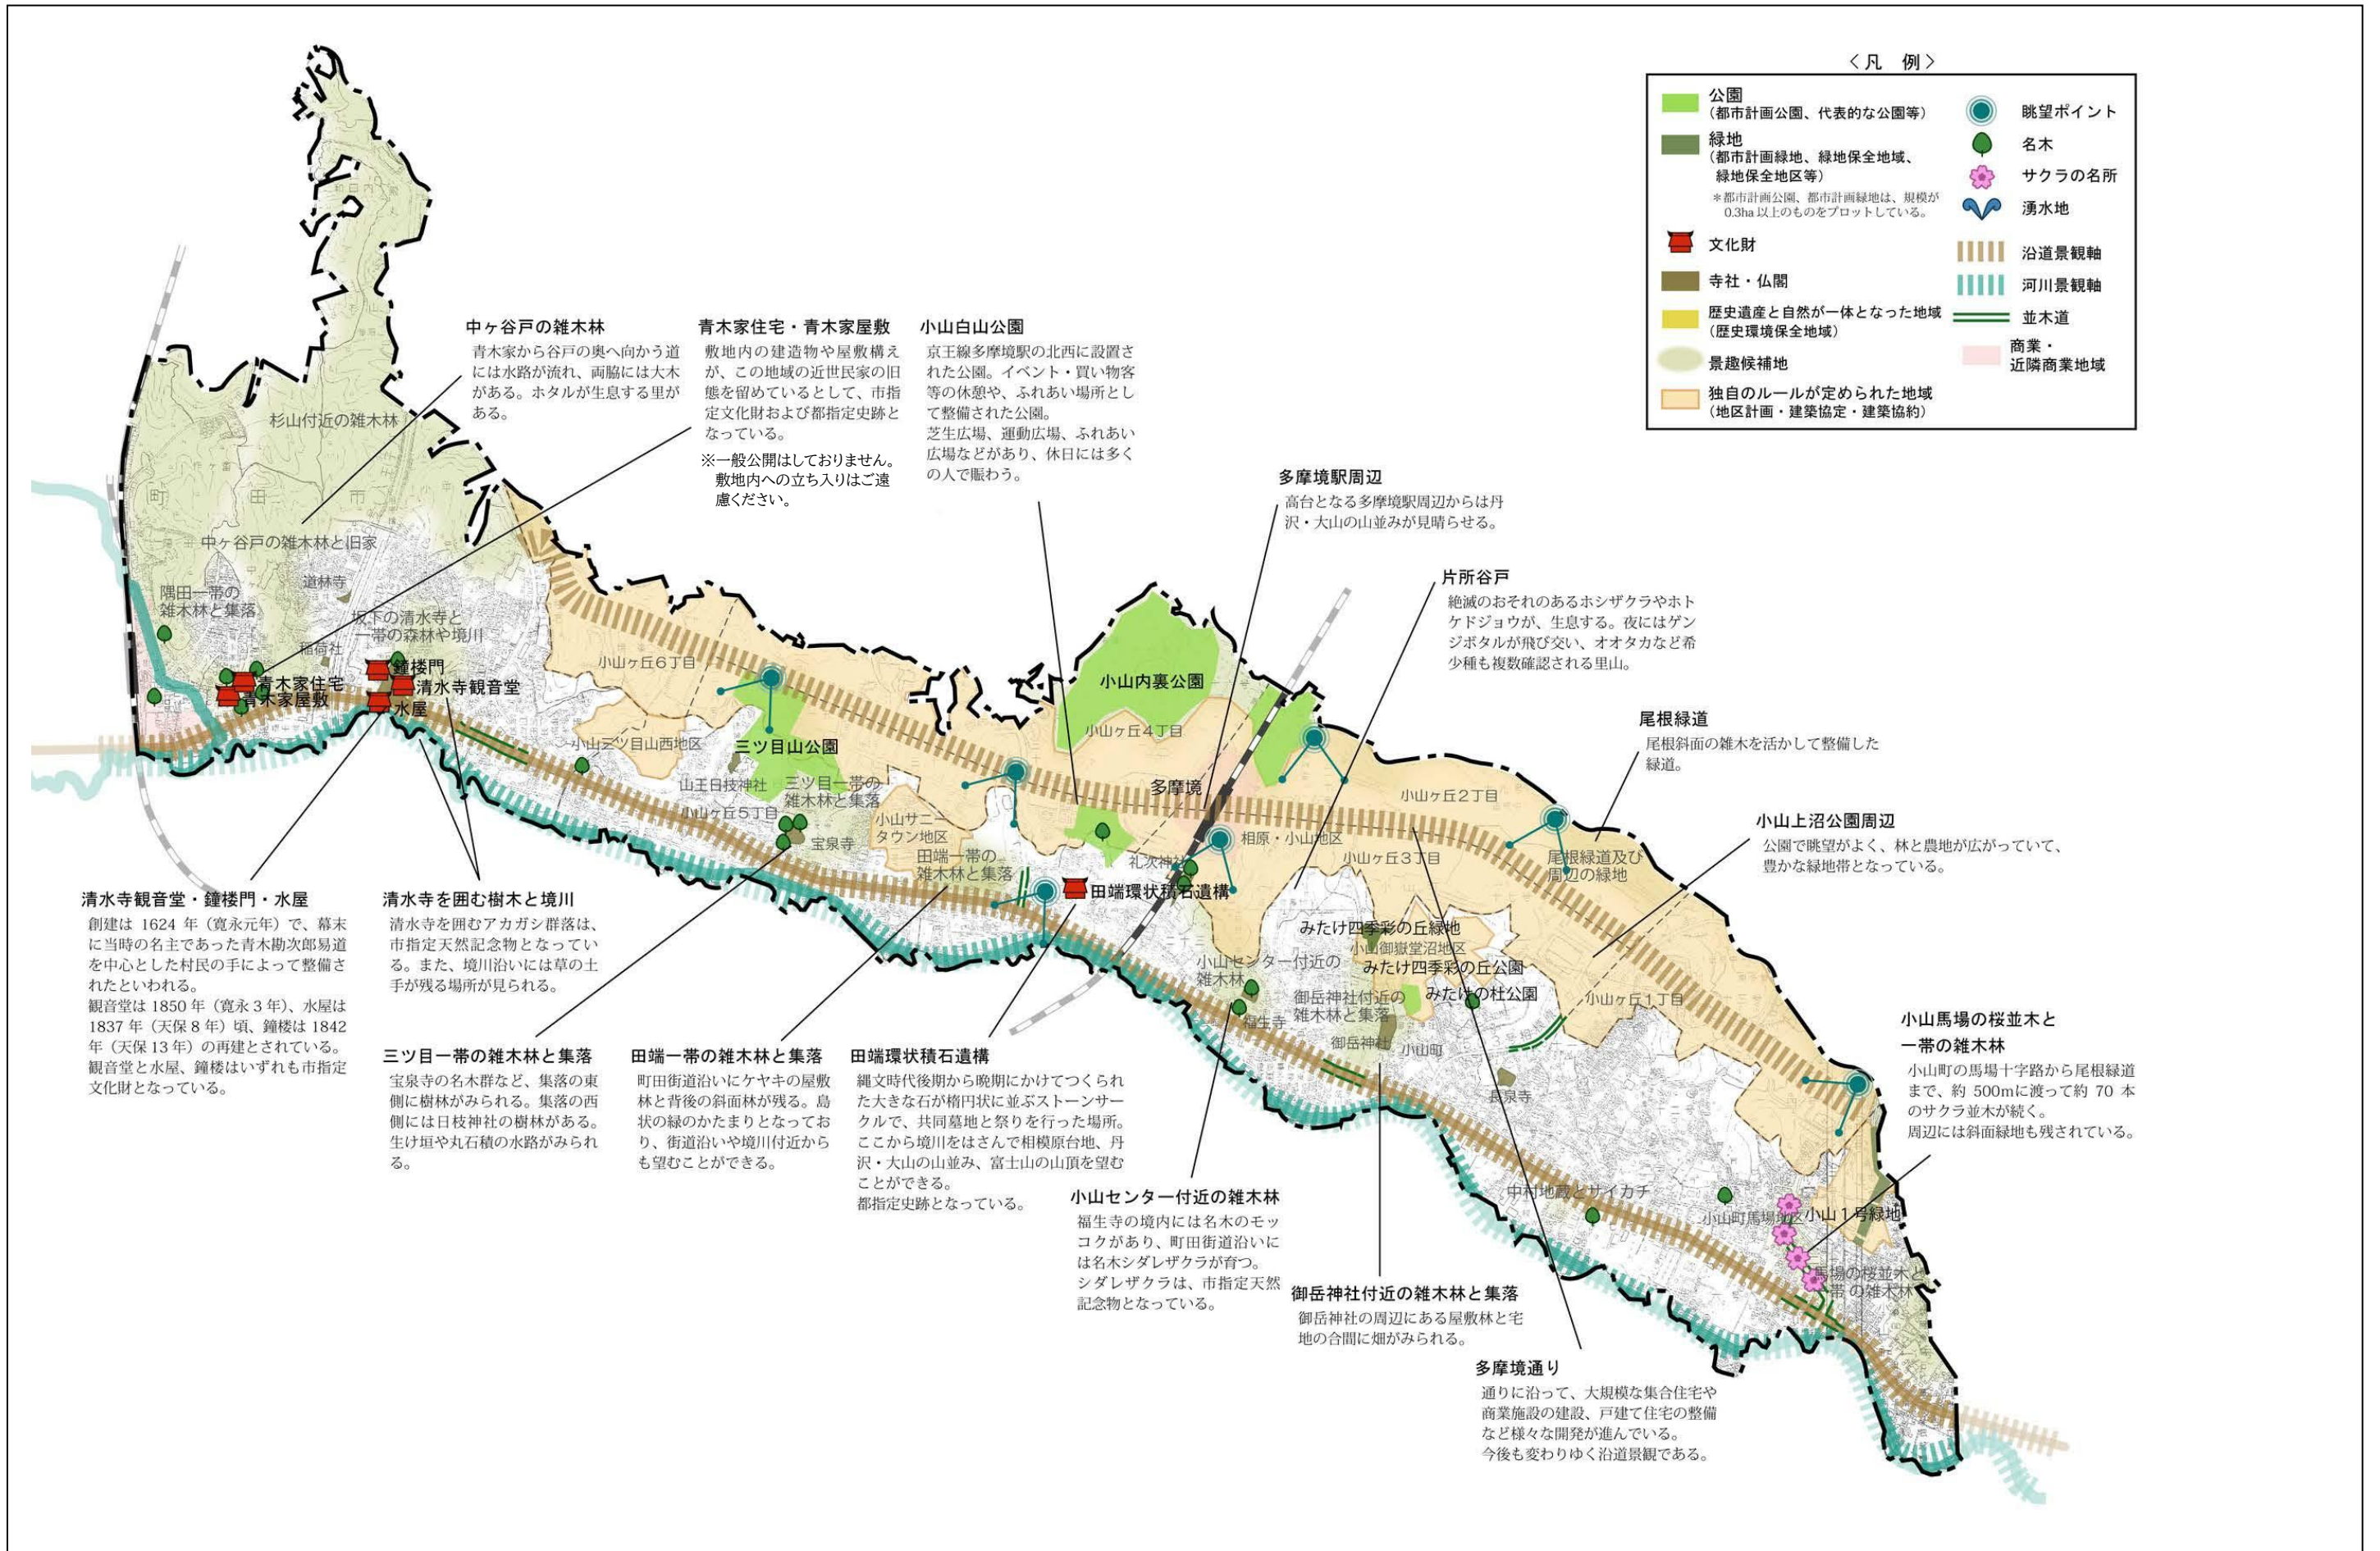 〈凡　例〉
公園
（都市計画公園、代表的な公園等）
緑地
（都市計画緑地、緑地保全地域、
緑地保全地区等）
＊都市計画公園、都市計画緑地は、規模が
0.3ha 以上のものをプロットしている。
文化財
寺社・仏閣
歴史遺産と自然が一体となった地域
（歴史環境保全地域）
景趣候補地
独自のルールが定められた地域
（地区計画・建築協定・建築協約）
眺望ポイント
名木
サクラの名所
湧水地
沿道景観軸
河川景観軸
並木道
商業・
近隣商業地域
中ヶ谷戸の雑木林
青木家から谷戸の奥へ向かう道
には水路が流れ、両脇には大木
がある。ホタルが生息する里が
ある。
青木家住宅・青木家屋敷
敷地内の建造物や屋敷構え
が、この地域の近世民家の旧
態を留めているとして、市指
定文化財および都指定史跡と
なっている。
※一般公開はしておりません。
敷地内への立ち入りはご遠
慮ください。
小山白山公園
京王線多摩境駅の北西に設置さ
れた公園。イベント・買い物客
等の休憩や、ふれあい場所とし
て整備された公園。
芝生広場、運動広場、ふれあい
広場などがあり、休日には多く
の人で賑わう。
多摩境駅周辺
高台となる多摩境駅周辺からは丹
沢・大山の山並みが見晴らせる。
片所谷戸
絶滅のおそれのあるホシザクラやホト
ケドジョウが、生息する。夜にはゲン
ジボタルが飛び交い、オオタカなど希
少種も複数確認される里山。
尾根緑道
尾根斜面の雑木を活かして整備した
緑道。
小山上沼公園周辺
公園で眺望がよく、林と農地が広がっていて、
豊かな緑地帯となっている。
小山馬場の桜並木と
一帯の雑木林
小山町の馬場十字路から尾根緑道
まで、約 500mに渡って約 70 本
のサクラ並木が続く。
周辺には斜面緑地も残されている。
杉山付近の雑木林
町　田　市
中ヶ谷戸の雑木林と旧家
道林寺
隅田一帯の
雑木林と集落
坂下の清水寺と
一帯の森林や境川
稲荷社
鐘楼門
清水寺観音堂
水屋
青木家住宅
青木家屋敷
小山ヶ丘６丁目
小山三ツ目山西地区
三ツ目山公園
山王日枝神社
三ツ目一帯の
雑木林と集落
小山ヶ丘５丁目
宝泉寺
小山サニー
タウン地区
田端一帯の
雑木林と集落
小山内裏公園
小山ヶ丘４丁目
多摩境
札次神社
田端環状積石遺構
相原・小山地区
小山ヶ丘２丁目
小山ヶ丘３丁目
尾根緑道及び
周辺の緑地
みたけ四季彩の丘緑地
小山御嶽堂沼地区
みたけ四季彩の丘公園
みたけの杜公園
小山センター付近の
雑木林
御岳神社付近の
雑木林と集落
福生寺
御岳神社
小山町
小山ヶ丘１丁目
長泉寺
中村地蔵とサイカチ
小山町馬場地区
小山１号緑地
馬場の桜並木と
一帯の雑木林
清水寺観音堂・鐘楼門・水屋
創建は 1624 年（寛永元年）で、幕末
に当時の名主であった青木勘次郎易道
を中心とした村民の手によって整備さ
れたといわれる。
観音堂は 1850 年（寛永 3 年）、水屋は
1837 年（天保 8 年）頃、鐘楼は 1842
年（天保 13 年）の再建とされている。
観音堂と水屋、鐘楼はいずれも市指定
文化財となっている。
清水寺を囲む樹木と境川
清水寺を囲むアカガシ群落は、
市指定天然記念物となってい
る。また、境川沿いには草の土
手が残る場所が見られる。
三ツ目一帯の雑木林と集落
宝泉寺の名木群など、集落の東
側に樹林がみられる。集落の西
側には日枝神社の樹林がある。
生け垣や丸石積の水路がみられ
る。
田端一帯の雑木林と集落
町田街道沿いにケヤキの屋敷
林と背後の斜面林が残る。島
状の緑のかたまりとなってお
り、街道沿いや境川付近から
も望むことができる。
田端環状積石遺構
縄文時代後期から晩期にかけてつくられ
た大きな石が楕円状に並ぶストーンサー
クルで、共同墓地と祭りを行った場所。
ここから境川をはさんで相模原台地、丹
沢・大山の山並み、富士山の山頂を望む
ことができる。
都指定史跡となっている。
小山センター付近の雑木林
福生寺の境内には名木のモッ
コクがあり、町田街道沿いに
は名木シダレザクラが育つ。
シダレザクラは、市指定天然
記念物となっている。
御岳神社付近の雑木林と集落
御岳神社の周辺にある屋敷林と宅
地の合間に畑がみられる。
多摩境通り
通りに沿って、大規模な集合住宅や
商業施設の建設、戸建て住宅の整備
など様々な開発が進んでいる。
今後も変わりゆく沿道景観である。